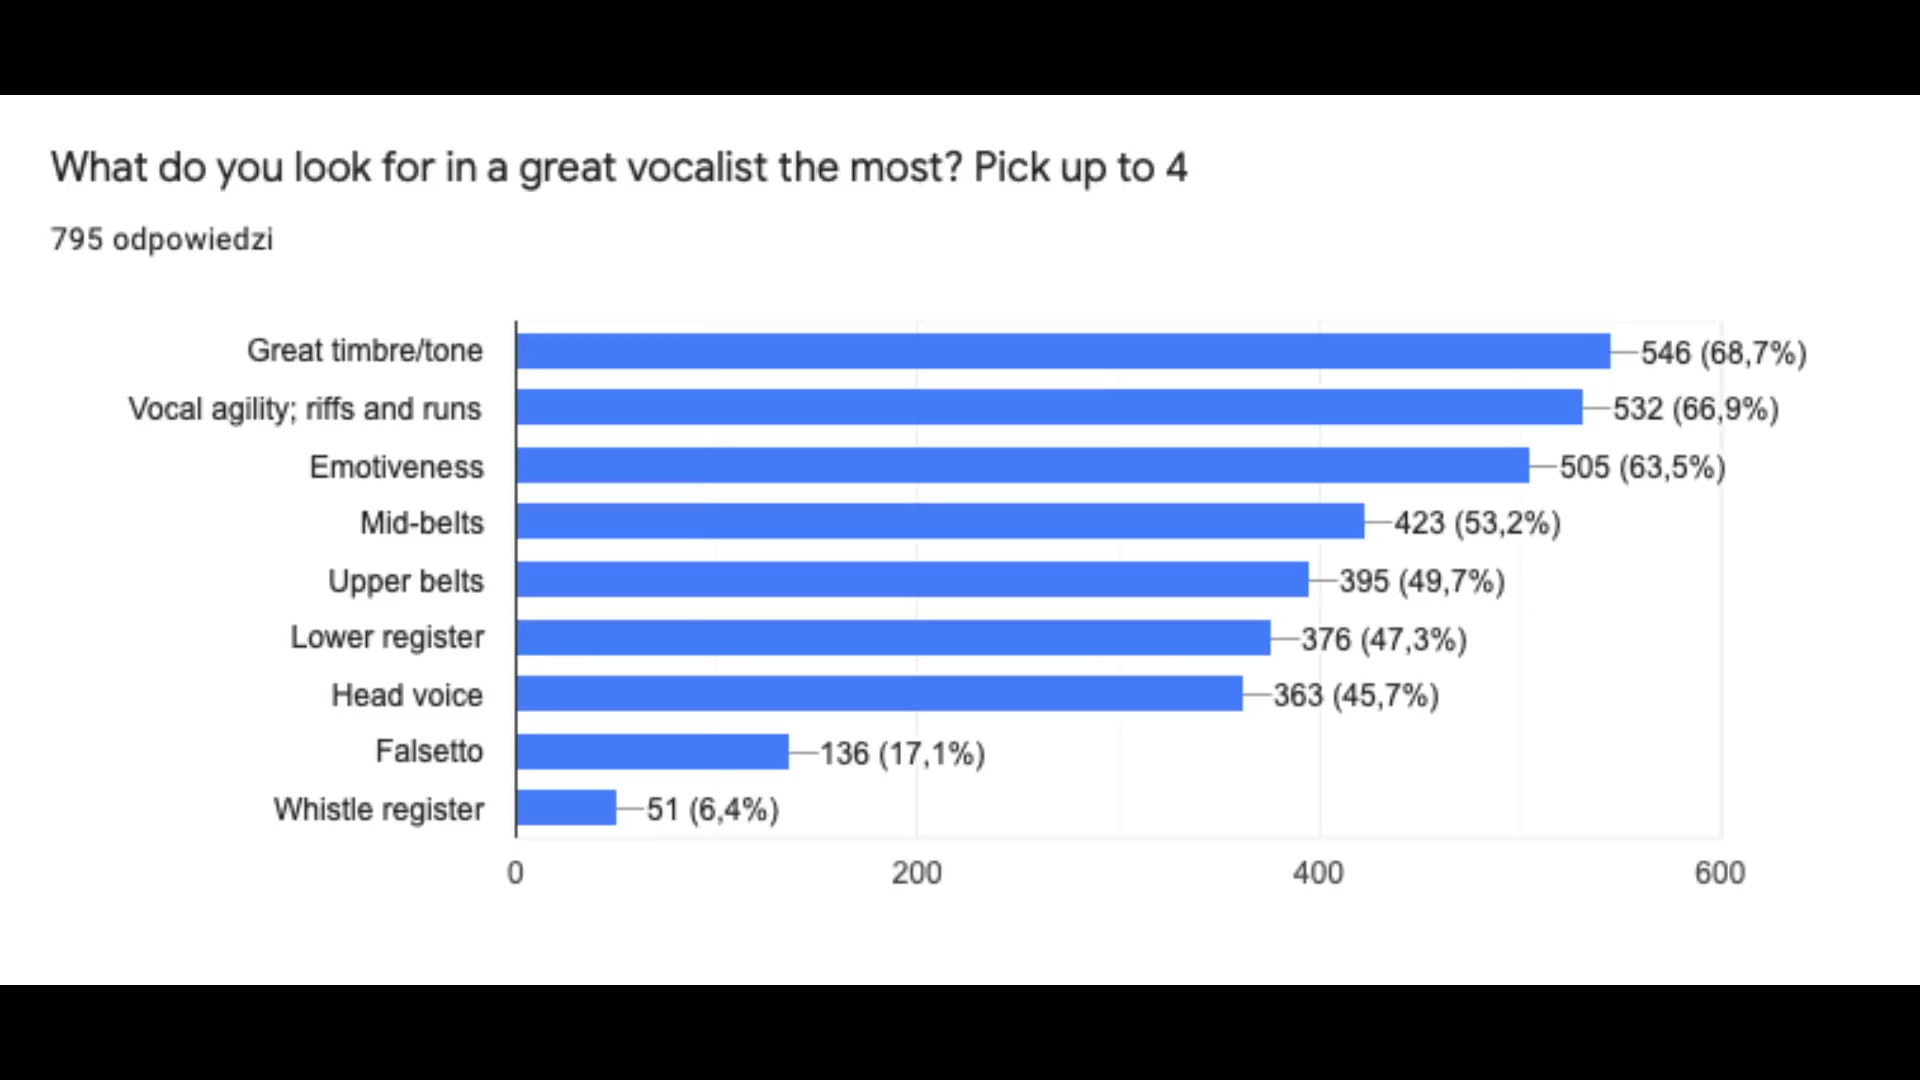 What do you look for in a great vocalist the most? Pick up to 4
795 odpowiedzi
Great timbre/tone 546 (68,7%)
Vocal agility; riffs and runs 532 (66,9%)
Emotiveness 505 (63,5%)
Mid-belts 423 (53,2%)
Upper belts 395 (49,7%)
Lower register 376 (47,3%)
Head voice 363 (45,7%)
Falsetto 136 (17,1%)
Whistle register 51 (6,4%)
0 200 400 600